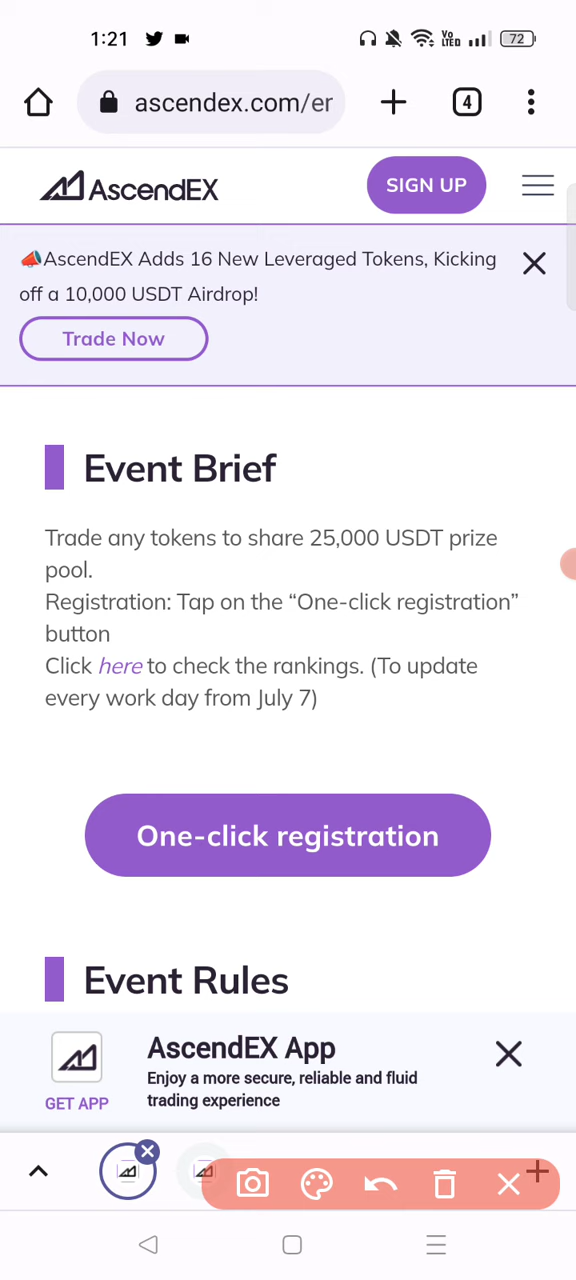 1:21
Vo
LTED
72
ascendex.com/er
4
AscendEX
SIGN UP
📣AscendEX Adds 16 New Leveraged Tokens, Kicking
off a 10,000 USDT Airdrop!
Trade Now
Event Brief
Trade any tokens to share 25,000 USDT prize
pool.
Registration: Tap on the “One-click registration”
button
Click here to check the rankings. (To update
every work day from July 7)
One-click registration
Event Rules
AscendEX App
Enjoy a more secure, reliable and fluid
trading experience
GET APP